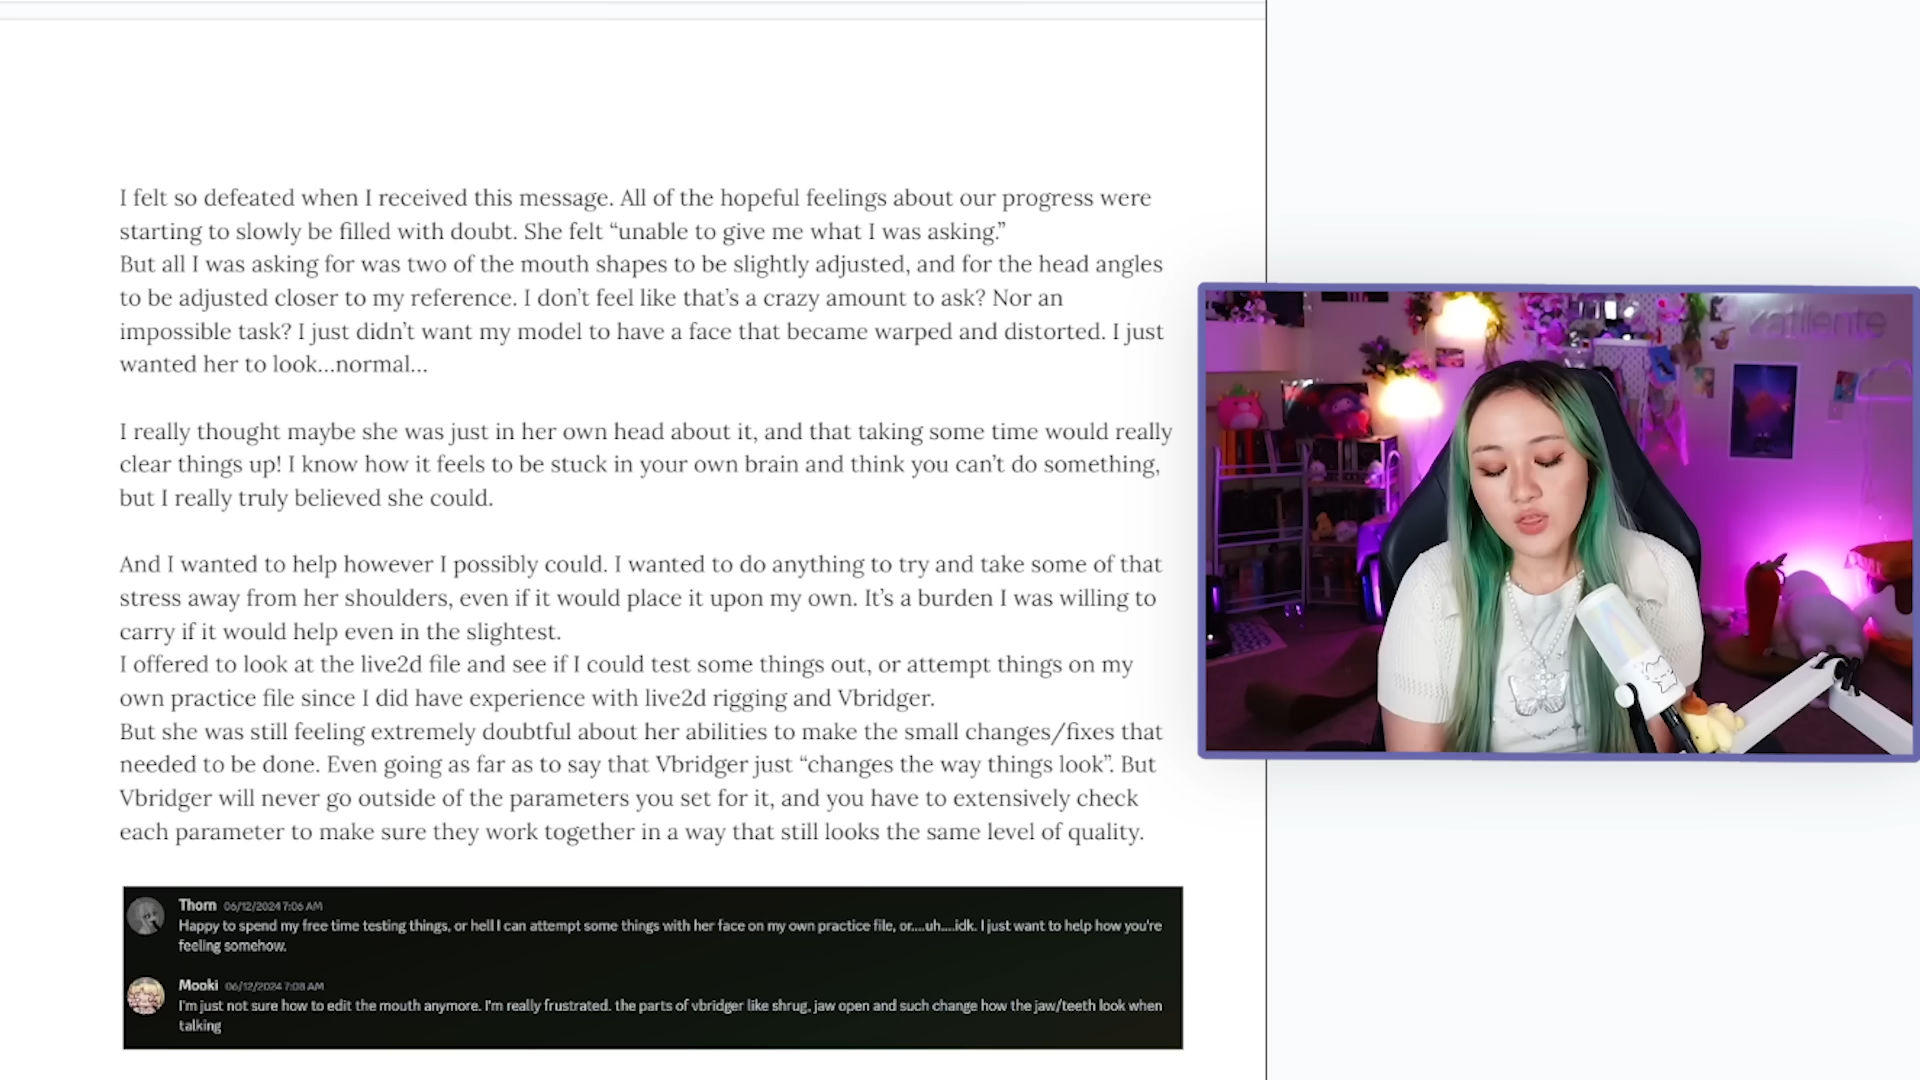 I felt so defeated when I received this message. All of the hopeful feelings about our progress were
starting to slowly be filled with doubt. She felt “unable to give me what I was asking.”
But all I was asking for was two of the mouth shapes to be slightly adjusted, and for the head angles
to be adjusted closer to my reference. I don’t feel like that’s a crazy amount to ask? Nor an
impossible task? I just didn’t want my model to have a face that became warped and distorted. I just
wanted her to look...normal...
I really thought maybe she was just in her own head about it, and that taking some time would really
clear things up! I know how it feels to be stuck in your own brain and think you can’t do something,
but I really truly believed she could.
And I wanted to help however I possibly could. I wanted to do anything to try and take some of that
stress away from her shoulders, even if it would place it upon my own. It’s a burden I was willing to
carry if it would help even in the slightest.
I offered to look at the live2d file and see if I could test some things out, or attempt things on my
own practice file since I did have experience with live2d rigging and Vbridger.
But she was still feeling extremely doubtful about her abilities to make the small changes/fixes that
needed to be done. Even going as far as to say that Vbridger just “changes the way things look”. But
Vbridger will never go outside of the parameters you set for it, and you have to extensively check
each parameter to make sure they work together in a way that still looks the same level of quality.
Thorn 06/12/2024 7:06 AM
Happy to spend my free time testing things, or hell I can attempt some things with her face on my own practice file, or....uh....idk. I just want to help how you're
feeling somehow.
Mooki 06/12/2024 7:08 AM
I'm just not sure how to edit the mouth anymore. I'm really frustrated. the parts of vbridger like shrug, jaw open and such change how the jaw/teeth look when
talking